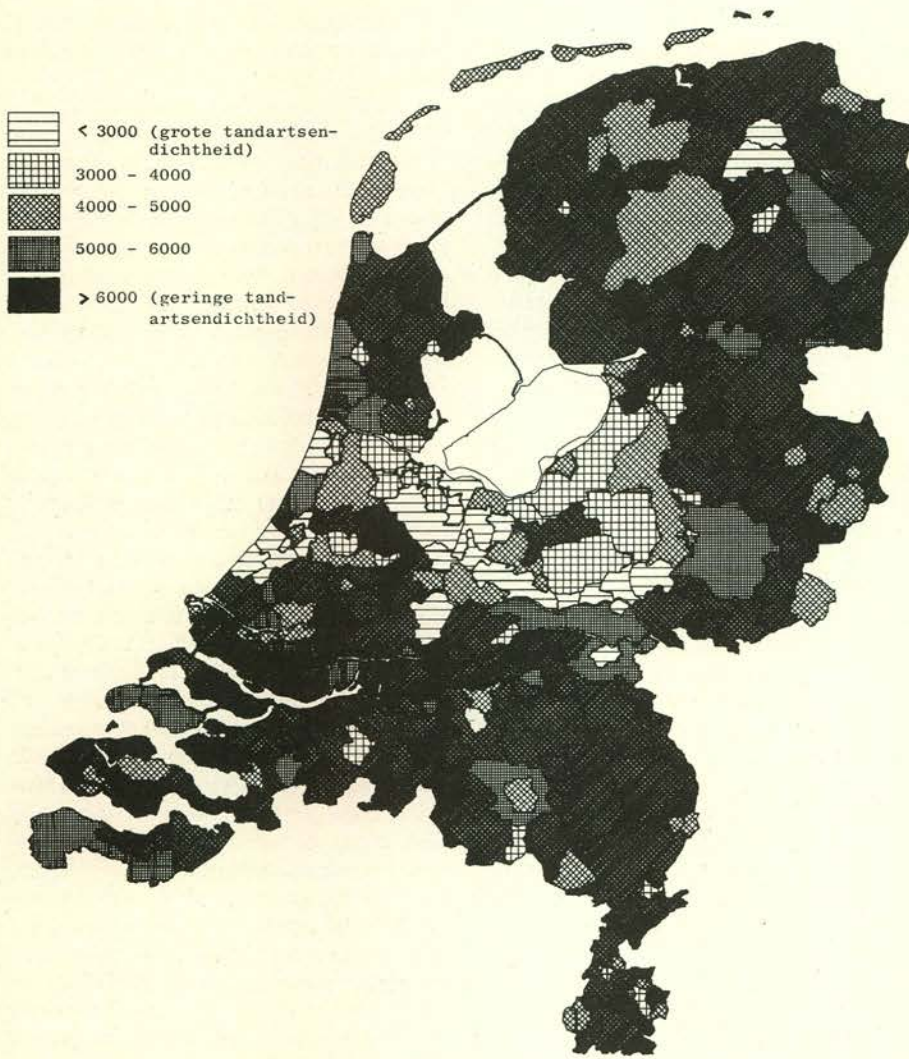 < 3000 (grote tandartsen-
dichtheid)
3000 - 4000
4000 - 5000
5000 - 6000
> 6000 (geringe tand-
artsendichtheid)